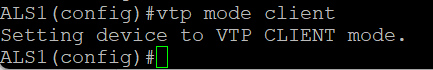 ALS1(config)#vtp mode client
Setting device to VTP CLIENT mode.
ALS1(config)#